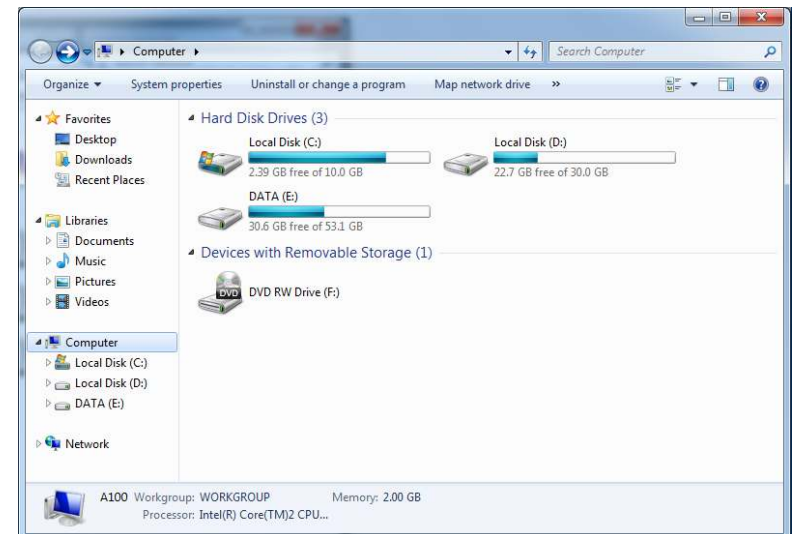 Computer
Search Computer
Organize
System properties
Uninstall or change a program
Map network drive
»
Favorites
Desktop
Downloads
Recent Places
Libraries
Documents
Music
Pictures
Videos
Computer
Local Disk (C:)
Local Disk (D:)
DATA (E:)
Network
Hard Disk Drives (3)
Local Disk (C:)
2.39 GB free of 10.0 GB
Local Disk (D:)
22.7 GB free of 30.0 GB
DATA (E:)
30.6 GB free of 53.1 GB
Devices with Removable Storage (1)
DVD
DVD RW Drive (F:)
A100 Workgroup: WORKGROUP Memory: 2.00 GB
Processor: Intel(R) Core(TM)2 CPU...